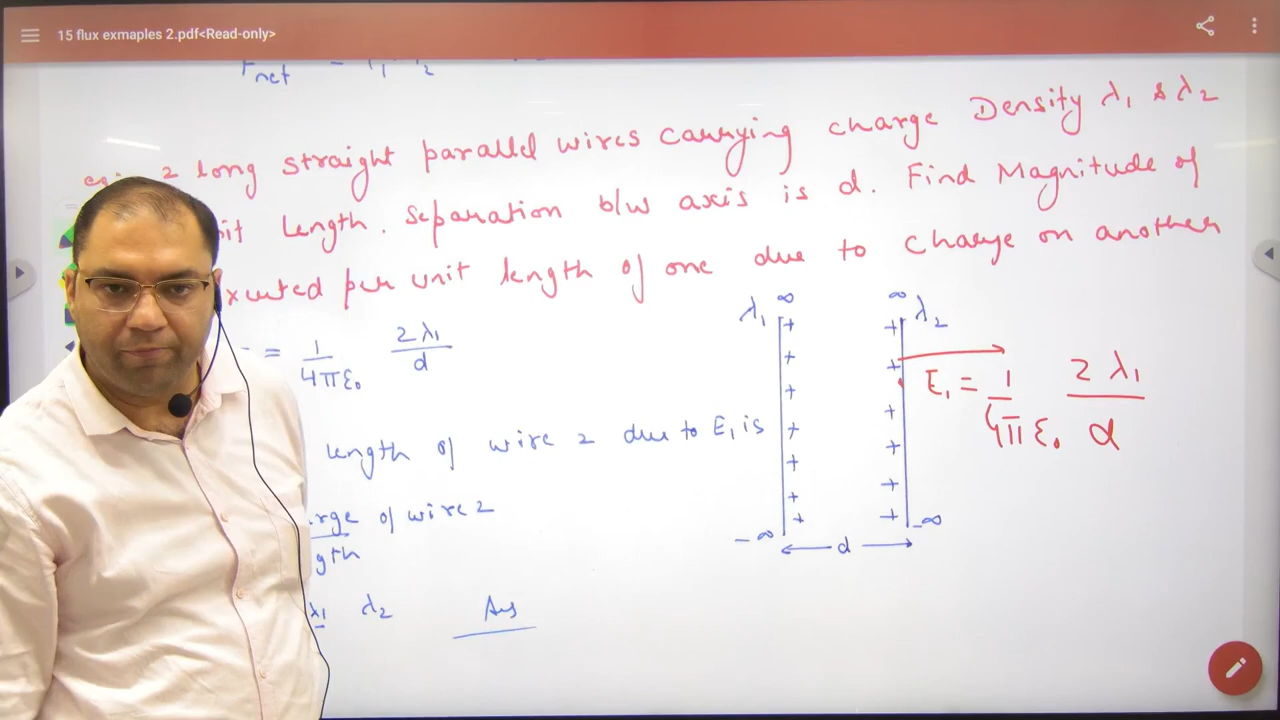 15 flux exmaples 2.pdf<Read-only>
net
2 long straight parallel wires carrying charge Density λ₁ & λ₂
length. Separation b/w axis is d. Find Magnitude of
per unit length of one due to charge on another
= 1/4πε₀ 2λ₁/d
λ₁ ∞ ∞ λ₂
E₁ = 1/4πε₀ 2λ₁/d
length of wire 2 due to E₁ is
of wire 2
-∞ d -∞
λ₁ λ₂ Ans